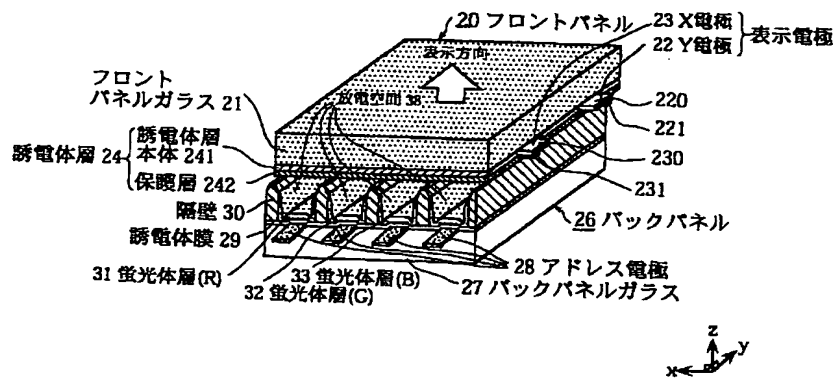 20 フロントパネル
23 X電極
22 Y電極
表示電極
表示方向
フロント
パネルガラス 21
放電空間 38
220
221
230
231
誘電体層 24
誘電体層
本体 241
保護層 242
隔壁 30
誘電体膜 29
26 バックパネル
31 蛍光体層(R)
32 蛍光体層(G)
33 蛍光体層(B)
28 アドレス電極
27 バックパネルガラス
z
y
x